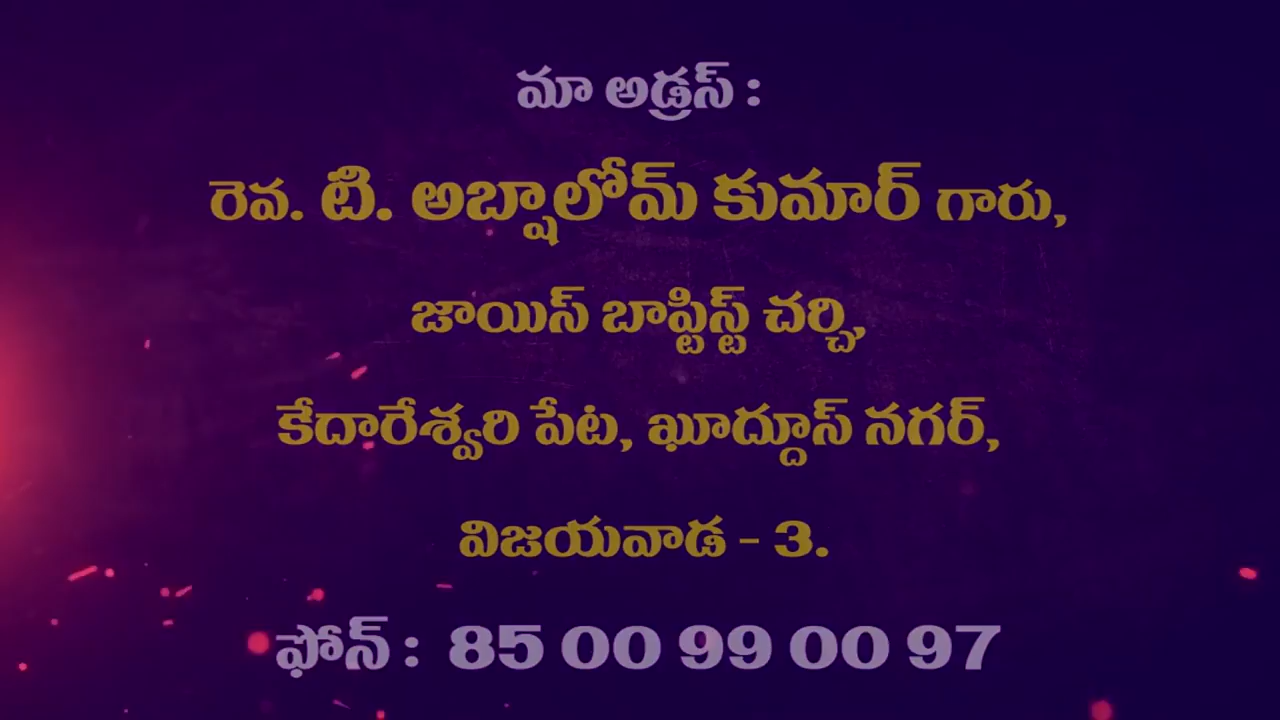 మా అడ్రస్ :
రెవ. టి. అబ్షాలోమ్ కుమార్ గారు,
జాయిస్ బాప్టిస్ట్ చర్చి,
కేదారేశ్వరి పేట, ఖూద్దూస్ నగర్,
విజయవాడ - 3.
ఫోన్ : 85 00 99 00 97